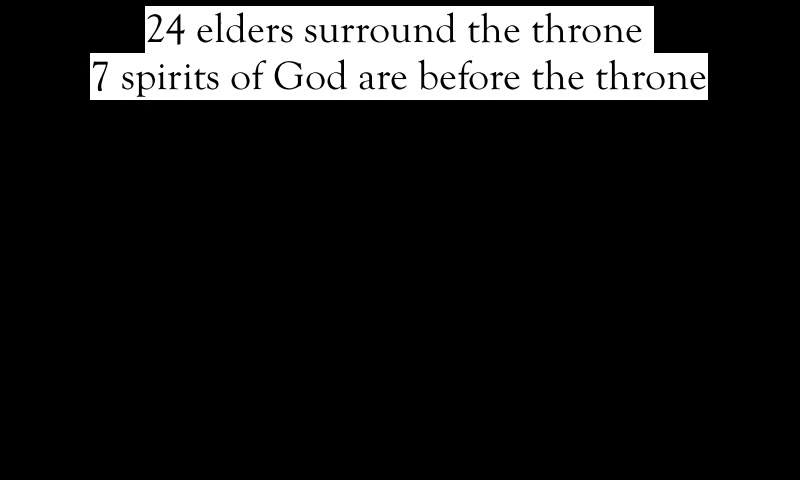 24 elders surround the throne
7 spirits of God are before the throne